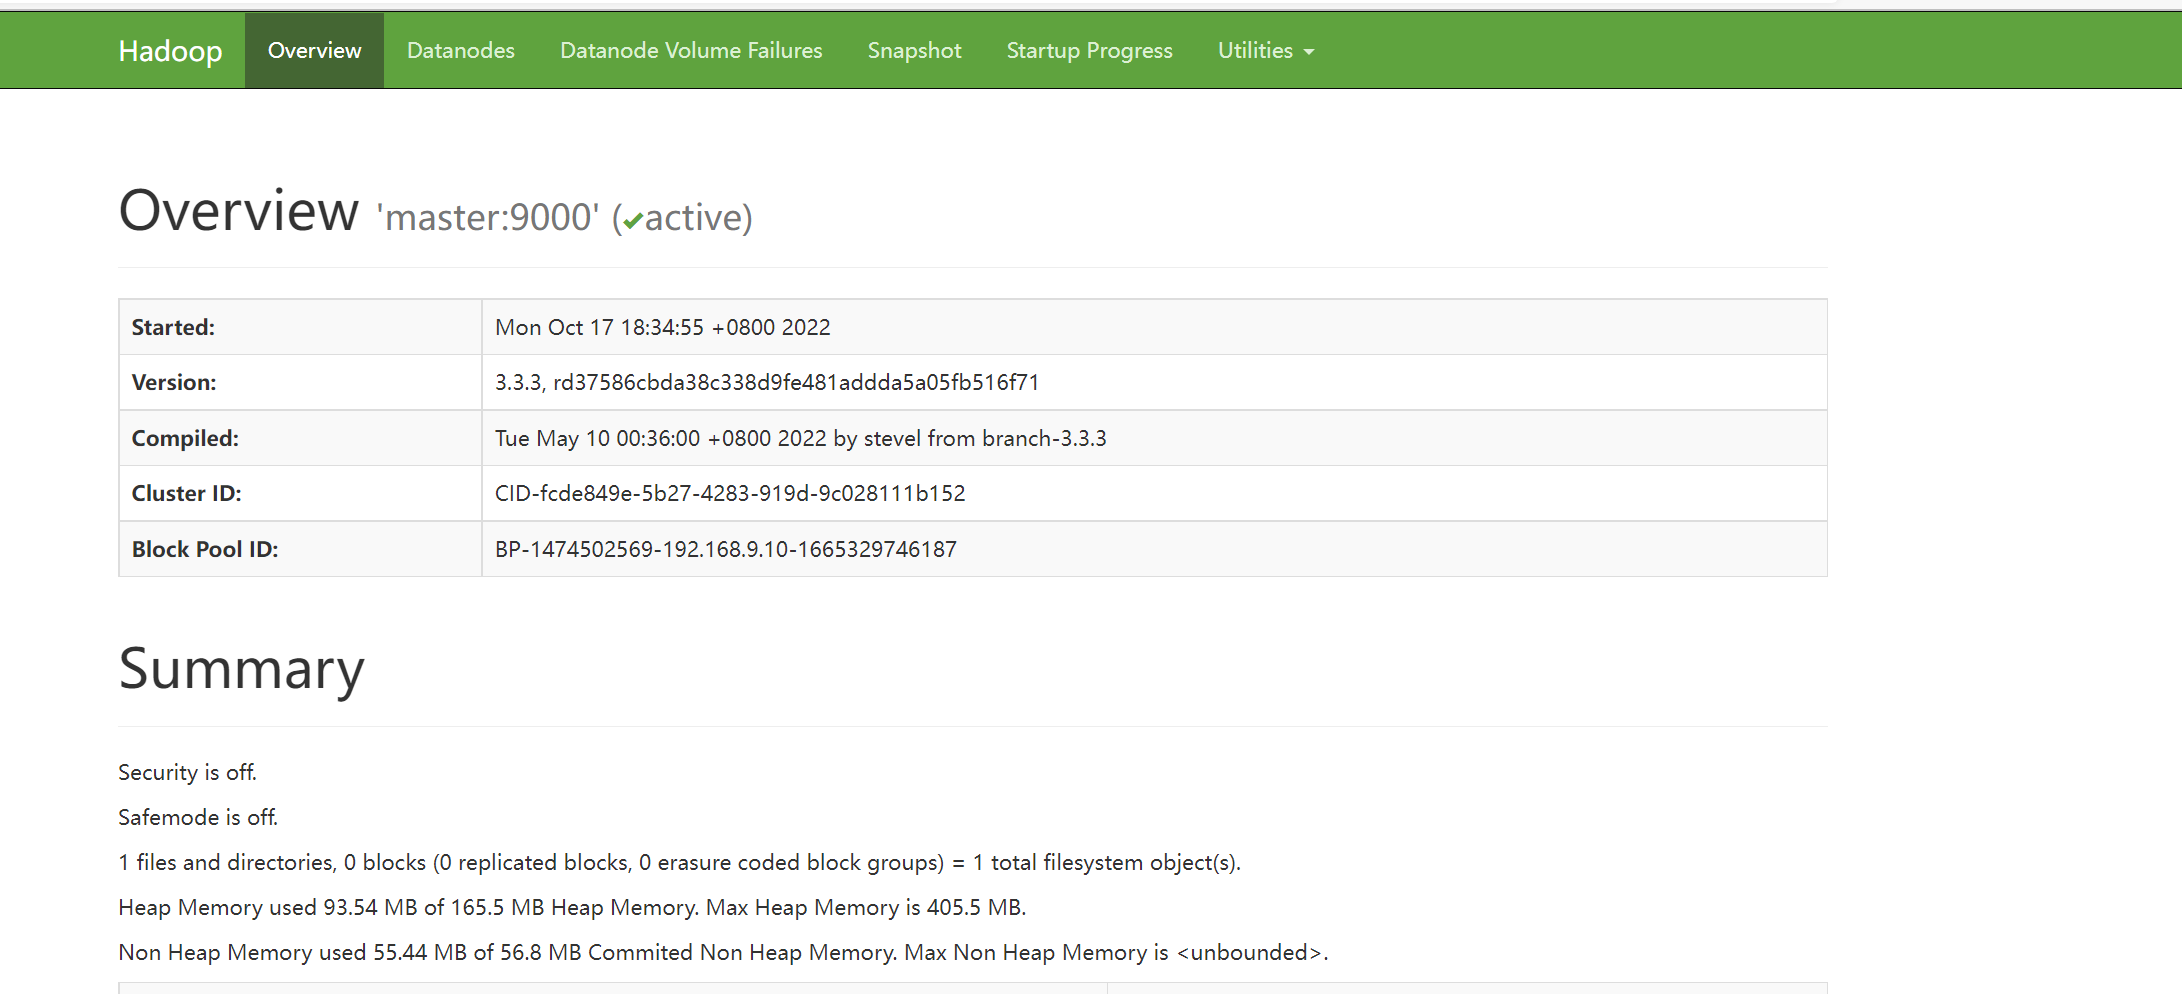 Hadoop Overview Datanodes Datanode Volume Failures Snapshot Startup Progress Utilities
Overview 'master:9000' (✔active)
Started: Mon Oct 17 18:34:55 +0800 2022
Version: 3.3.3, rd37586cbda38c338d9fe481addda5a05fb516f71
Compiled: Tue May 10 00:36:00 +0800 2022 by stevel from branch-3.3.3
Cluster ID: CID-fcde849e-5b27-4283-919d-9c028111b152
Block Pool ID: BP-1474502569-192.168.9.10-1665329746187
Summary
Security is off.
Safemode is off.
1 files and directories, 0 blocks (0 replicated blocks, 0 erasure coded block groups) = 1 total filesystem object(s).
Heap Memory used 93.54 MB of 165.5 MB Heap Memory. Max Heap Memory is 405.5 MB.
Non Heap Memory used 55.44 MB of 56.8 MB Commited Non Heap Memory. Max Non Heap Memory is <unbounded>.